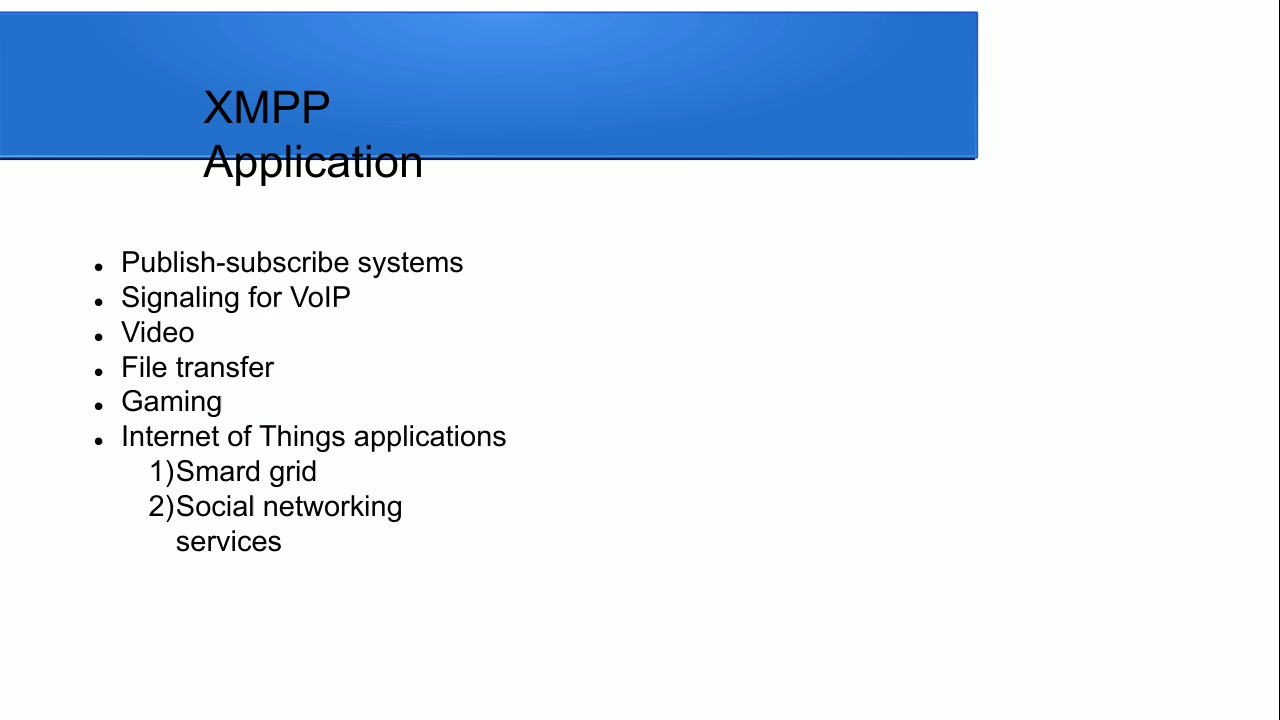 XMPP
Application
● Publish-subscribe systems
● Signaling for VoIP
● Video
● File transfer
● Gaming
● Internet of Things applications
1)Smard grid
2)Social networking
services